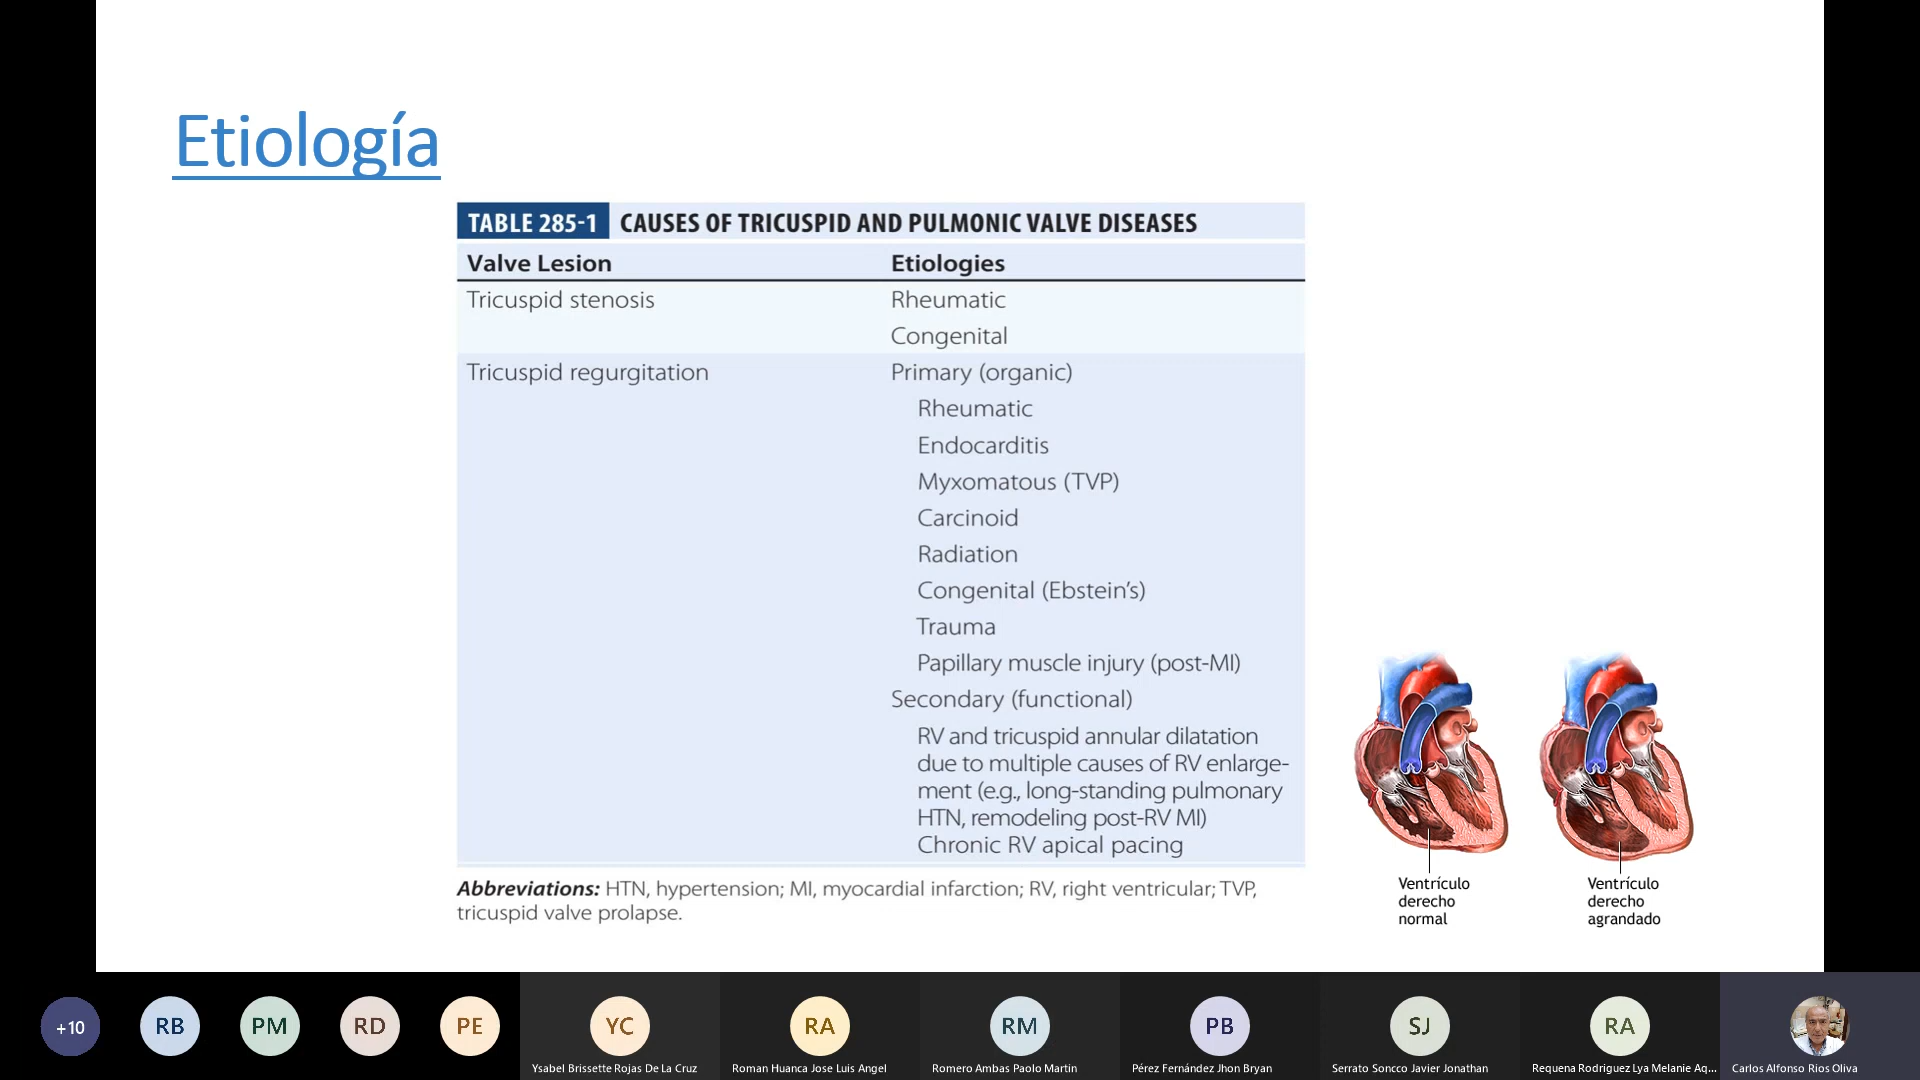 Etiología
TABLE 285-1 CAUSES OF TRICUSPID AND PULMONIC VALVE DISEASES
Valve Lesion Etiologies
Tricuspid stenosis Rheumatic
Congenital
Tricuspid regurgitation Primary (organic)
Rheumatic
Endocarditis
Myxomatous (TVP)
Carcinoid
Radiation
Congenital (Ebstein's)
Trauma
Papillary muscle injury (post-MI)
Secondary (functional)
RV and tricuspid annular dilatation
due to multiple causes of RV enlarge-
ment (e.g., long-standing pulmonary
HTN, remodeling post-RV MI)
Chronic RV apical pacing
Abbreviations: HTN, hypertension; MI, myocardial infarction; RV, right ventricular; TVP,
tricuspid valve prolapse.
Ventrículo
derecho
normal
Ventrículo
derecho
agrandado
+10 RB PM RD PE YC RA RM PB SJ RA
Ysabel Brissette Rojas De La Cruz
Roman Huanca Jose Luis Angel
Romero Ambas Paolo Martin
Pérez Fernández Jhon Bryan
Serrato Soncco Javier Jonathan
Requena Rodriguez Lya Melanie Aq...
Carlos Alfonso Rios Oliva